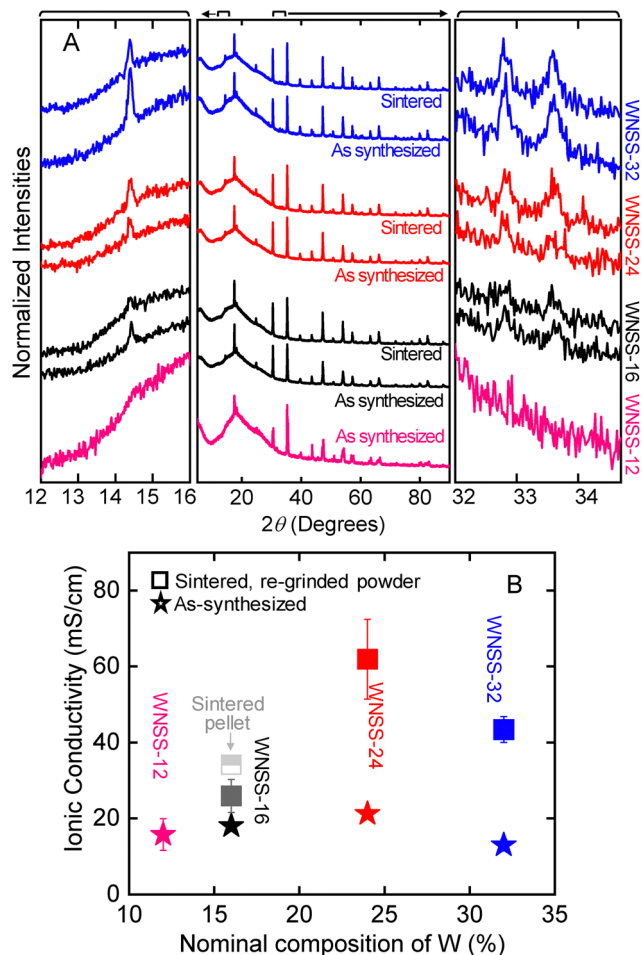 A
Normalized Intensities
Sintered
As synthesized
Sintered
As synthesized
Sintered
As synthesized
As synthesized
WNSS-32
WNSS-24
WNSS-16
WNSS-12
12 13 14 15 16
20 40 60 80
32 33 34
2θ (Degrees)
B
Sintered, re-grinded powder
As-synthesized
Ionic Conductivity (mS/cm)
80
60
40
20
0
WNSS-12
Sintered
pellet
WNSS-16
WNSS-24
WNSS-32
10 15 20 25 30 35
Nominal composition of W (%)